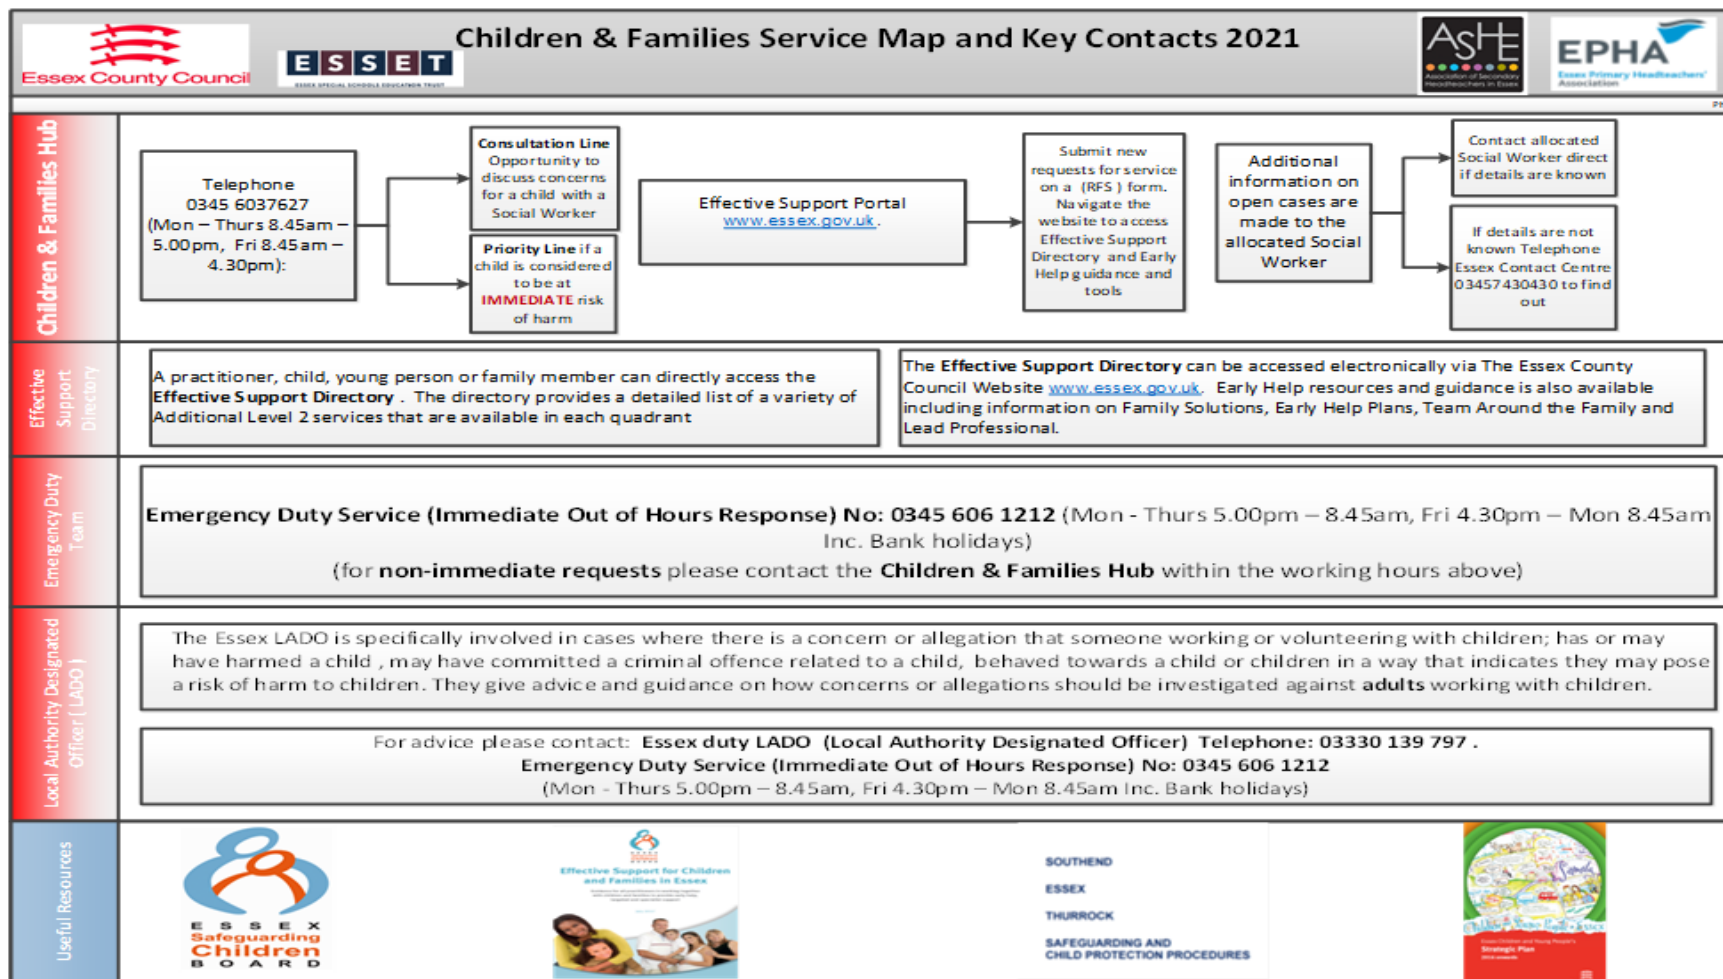 Children & Families Service Map and Key Contacts 2021
Essex County Council
ESSET
ESSEX SPECIAL SCHOOLS EDUCATION TRUST
ASHE
Association of Secondary
Headteachers in Essex
EPHA
Essex Primary Headteachers'
Association
Children & Families Hub
Telephone
0345 6037627
(Mon – Thurs 8.45am –
5.00pm, Fri 8.45am –
4.30pm):
Consultation Line
Opportunity to
discuss concerns
for a child with a
Social Worker
Priority Line if a
child is considered
to be at
IMMEDIATE risk
of harm
Effective Support Portal
www.essex.gov.uk .
Submit new
requests for service
on a (RFS ) form.
Navigate the
website to access
Effective Support
Directory and Early
Help guidance and
tools
Additional
information on
open cases are
made to the
allocated Social
Worker
Contact allocated
Social Worker direct
if details are known
If details are not
known Telephone
Essex Contact Centre
03457430430 to find
out
Effective
Support
Directory
A practitioner, child, young person or family member can directly access the
Effective Support Directory . The directory provides a detailed list of a variety of
Additional Level 2 services that are available in each quadrant
The Effective Support Directory can be accessed electronically via The Essex County
Council Website www.essex.gov.uk. Early Help resources and guidance is also available
including information on Family Solutions, Early Help Plans, Team Around the Family and
Lead Professional.
Emergency Duty
Team
Emergency Duty Service (Immediate Out of Hours Response) No: 0345 606 1212 (Mon - Thurs 5.00pm – 8.45am, Fri 4.30pm – Mon 8.45am
Inc. Bank holidays)
(for non-immediate requests please contact the Children & Families Hub within the working hours above)
Local Authority Designated
Officer ( LADO )
The Essex LADO is specifically involved in cases where there is a concern or allegation that someone working or volunteering with children; has or may
have harmed a child , may have committed a criminal offence related to a child, behaved towards a child or children in a way that indicates they may pose
a risk of harm to children. They give advice and guidance on how concerns or allegations should be investigated against adults working with children.
For advice please contact: Essex duty LADO (Local Authority Designated Officer) Telephone: 03330 139 797 .
Emergency Duty Service (Immediate Out of Hours Response) No: 0345 606 1212
(Mon - Thurs 5.00pm – 8.45am, Fri 4.30pm – Mon 8.45am Inc. Bank holidays)
Useful Resources
ESSEX
Safeguarding
Children
BOARD
Effective Support for Children
and Families in Essex
SOUTHEND
ESSEX
THURROCK
SAFEGUARDING AND
CHILD PROTECTION PROCEDURES
Essex Children and Young People's
Strategic Plan